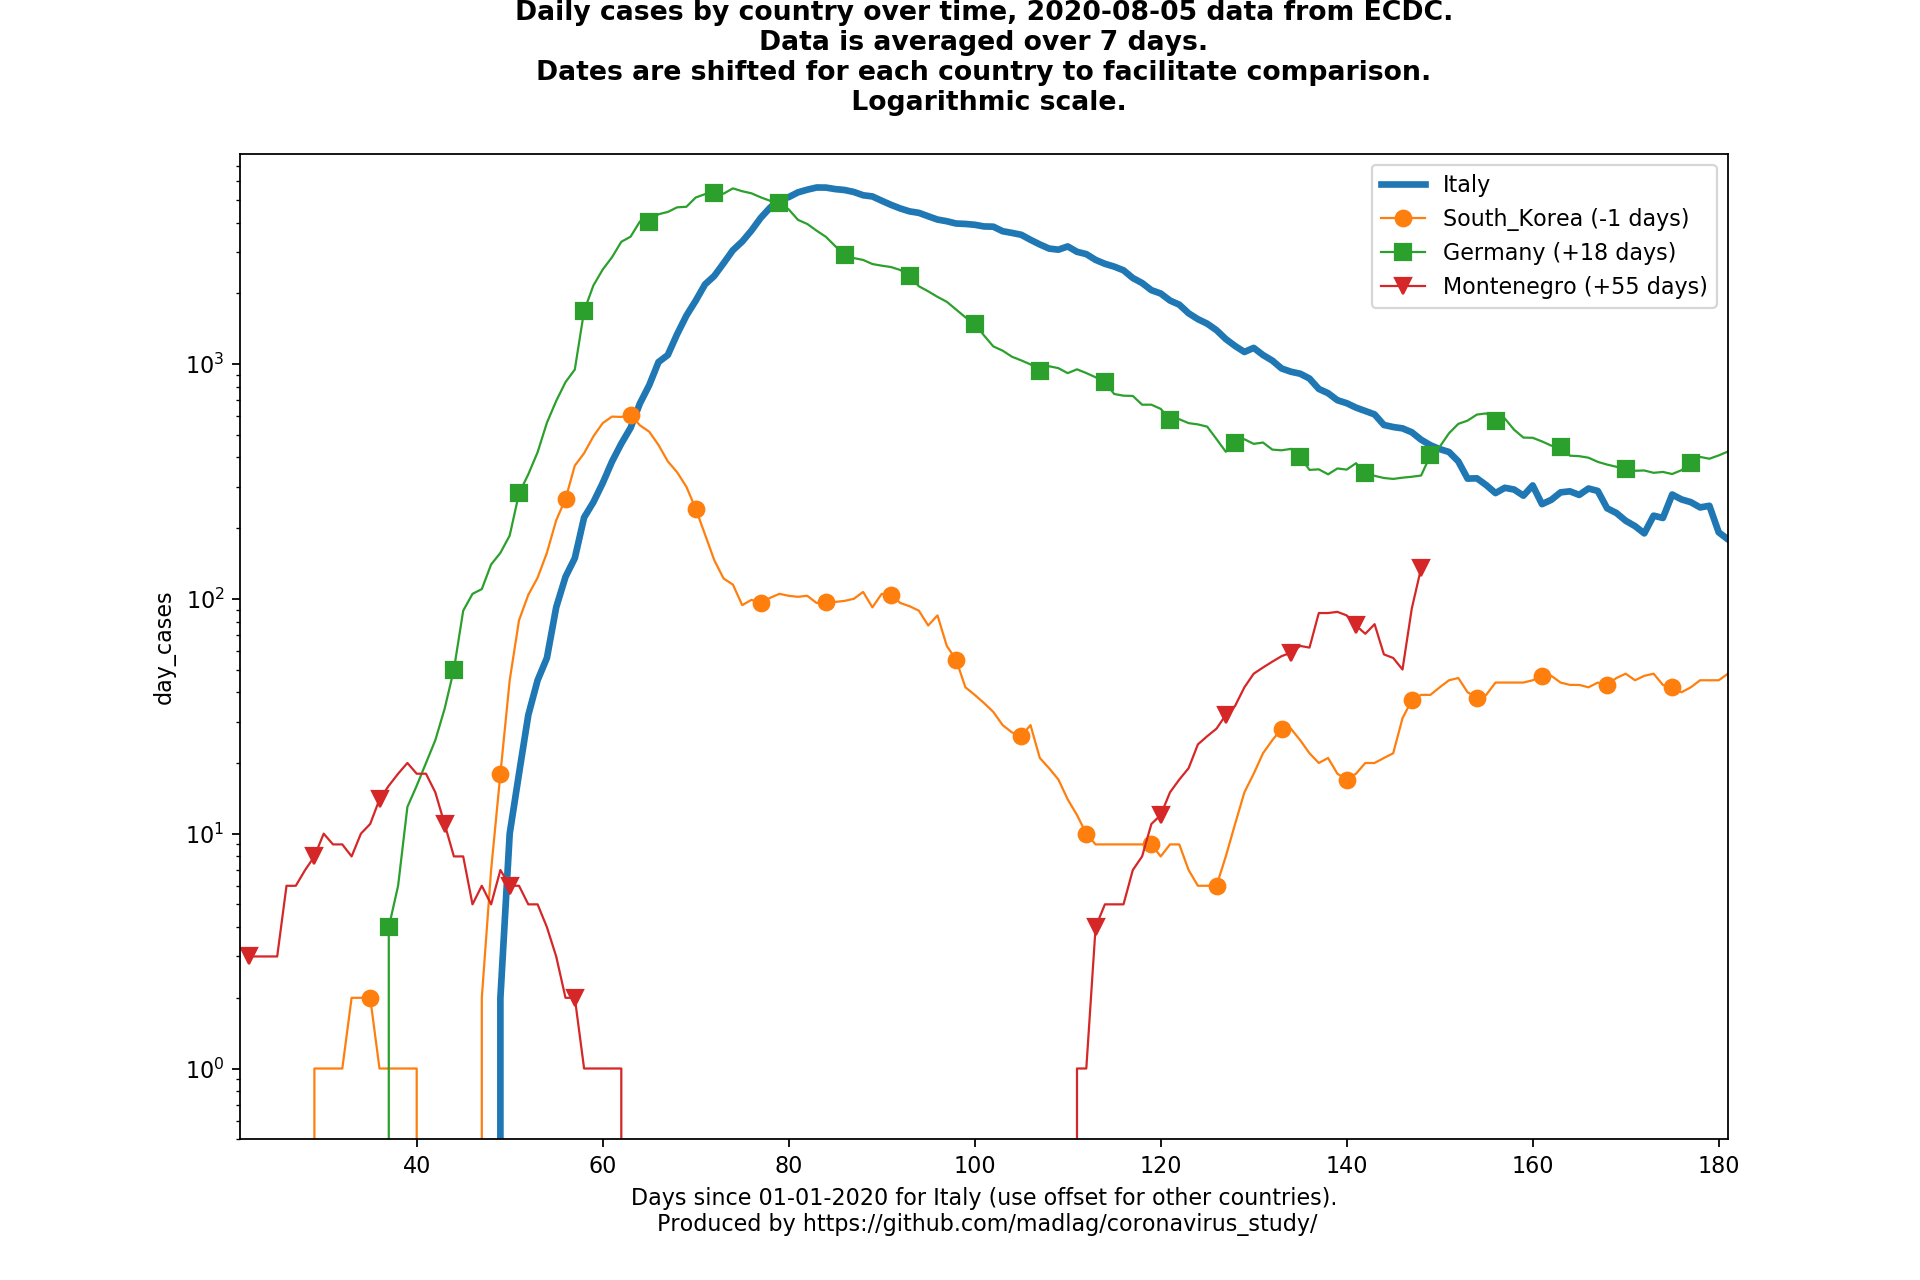 Daily cases by country over time, 2020-08-05 data from ECDC.
Data is averaged over 7 days.
Dates are shifted for each country to facilitate comparison.
Logarithmic scale.
Italy
South_Korea (-1 days)
Germany (+18 days)
Montenegro (+55 days)
10³
10²
10¹
10⁰
day_cases
40 60 80 100 120 140 160 180
Days since 01-01-2020 for Italy (use offset for other countries).
Produced by https://github.com/madlag/coronavirus_study/